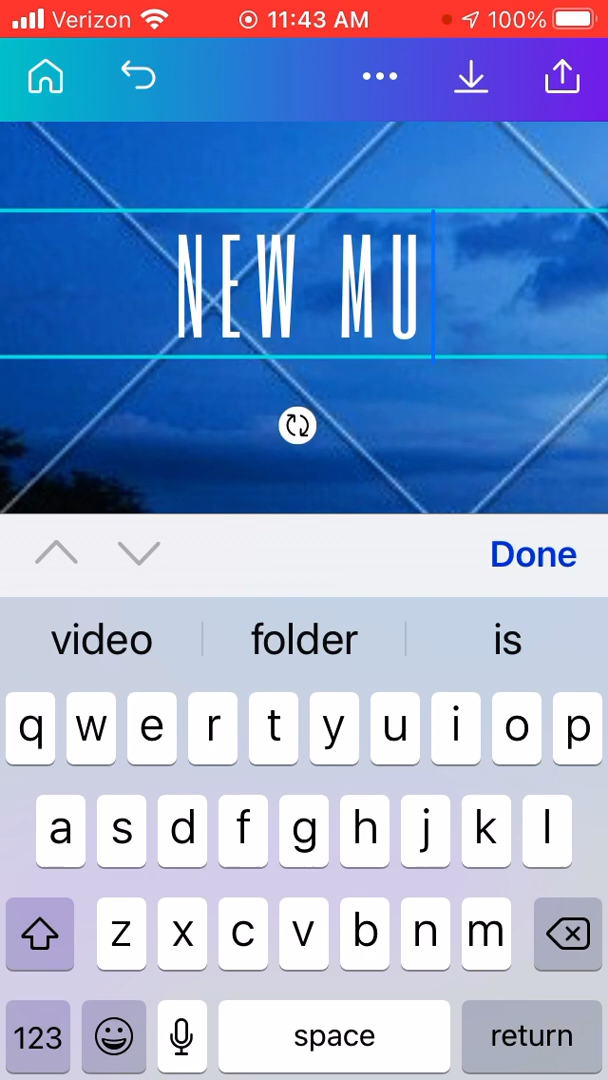 Verizon 11:43 AM 100%
NEW MU
Done
video folder is
q w e r t y u i o p
a s d f g h j k l
z x c v b n m
123 space return